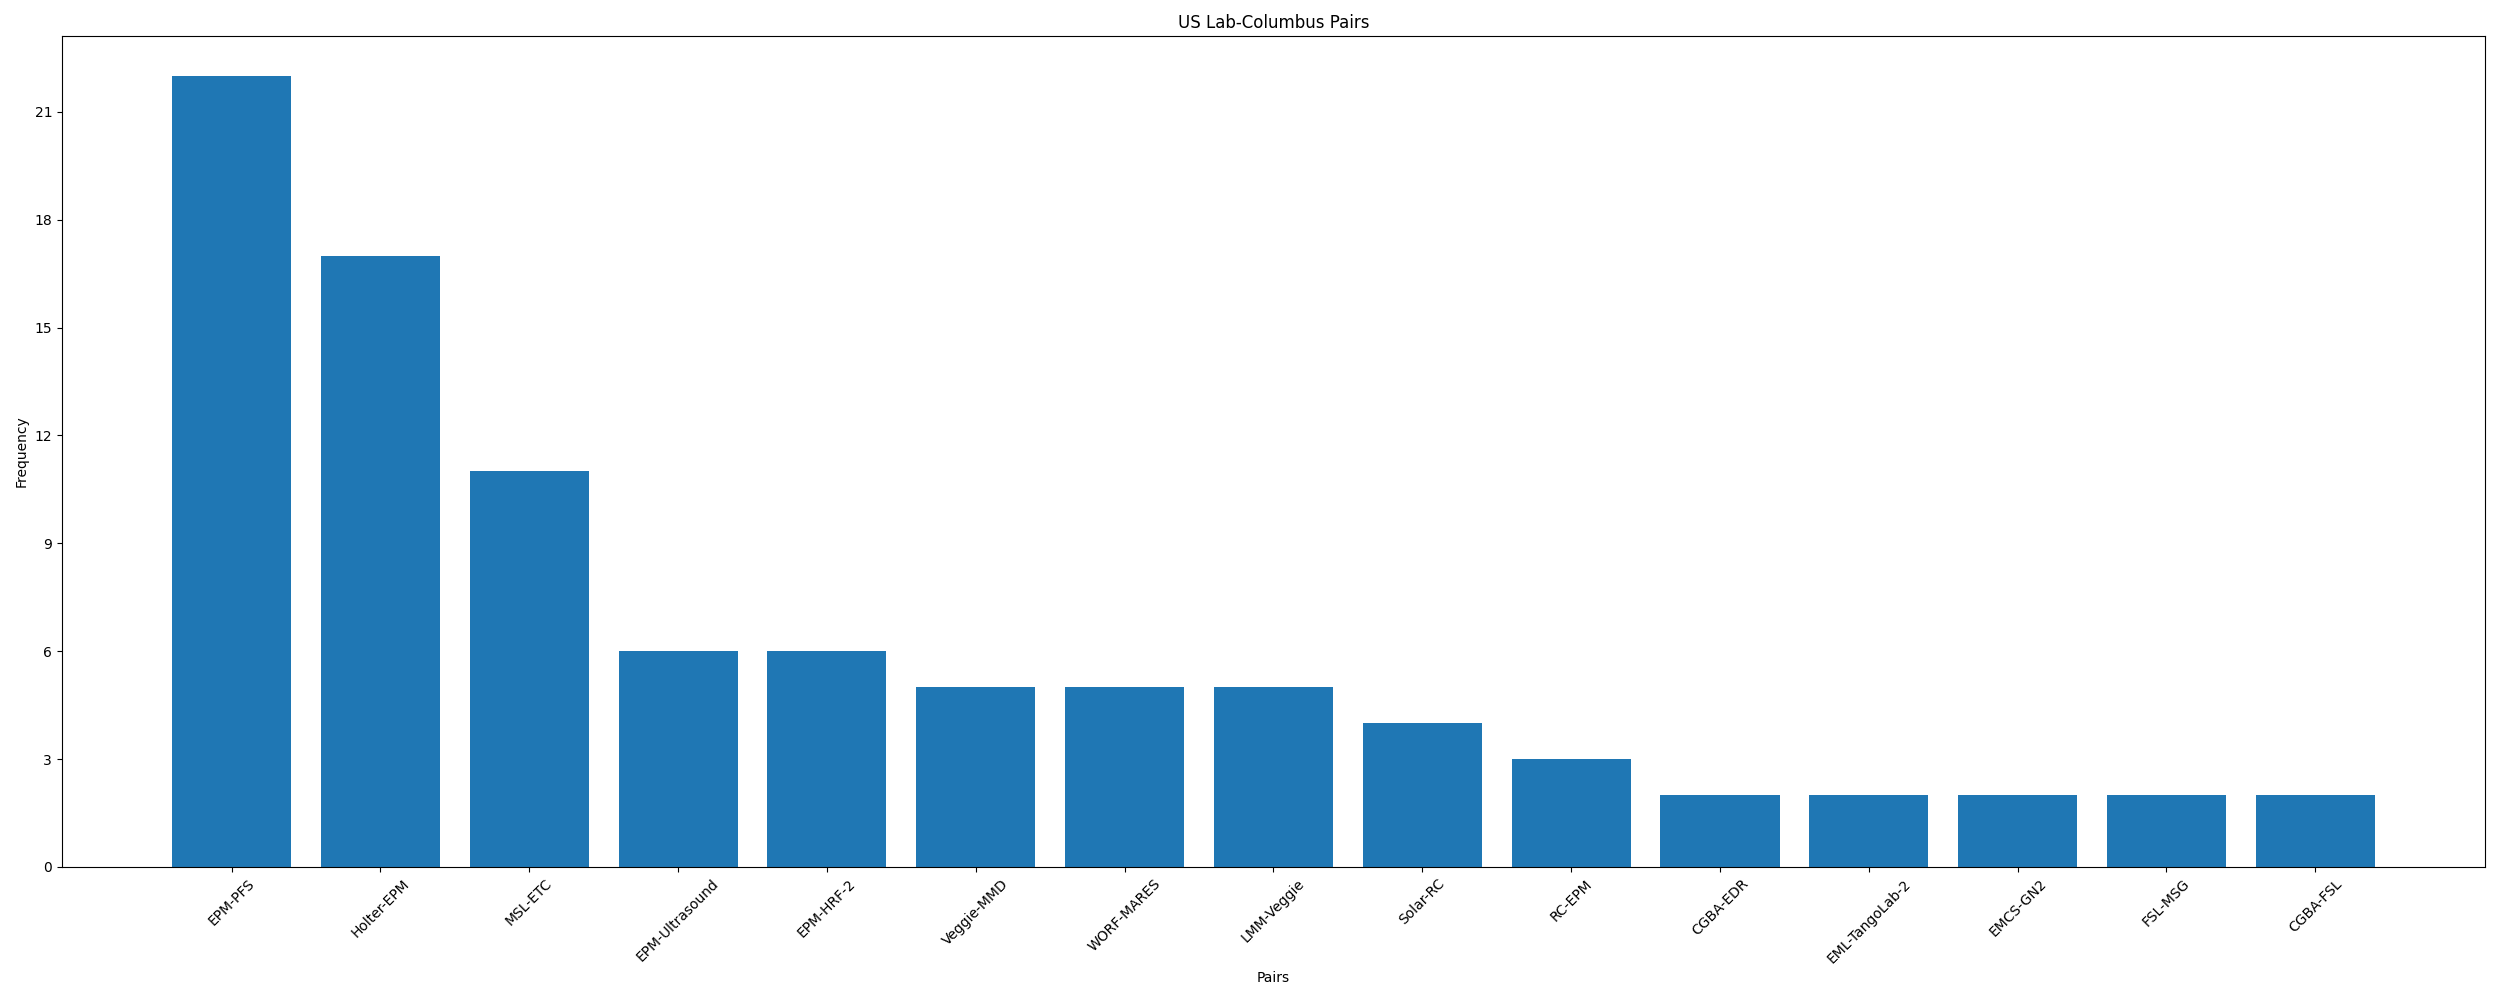 US Lab-Columbus Pairs
Frequency
21
18
15
12
9
6
3
0
EPM-PFS
Holter-EPM
MSL-ETC
EPM-Ultrasound
EPM-HRF-2
Veggie-MMD
WORF-MARES
LMM-Veggie
Solar-RC
RC-EPM
CGBA-EDR
EML-TangoLab-2
EMCS-GN2
FSL-MSG
CGBA-FSL
Pairs